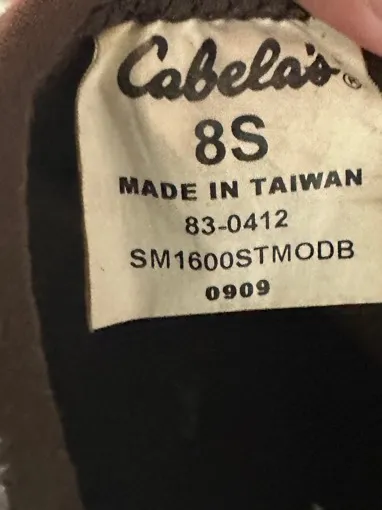 Cabela's®
8S
MADE IN TAIWAN
83-0412
SM1600STMODB
0909